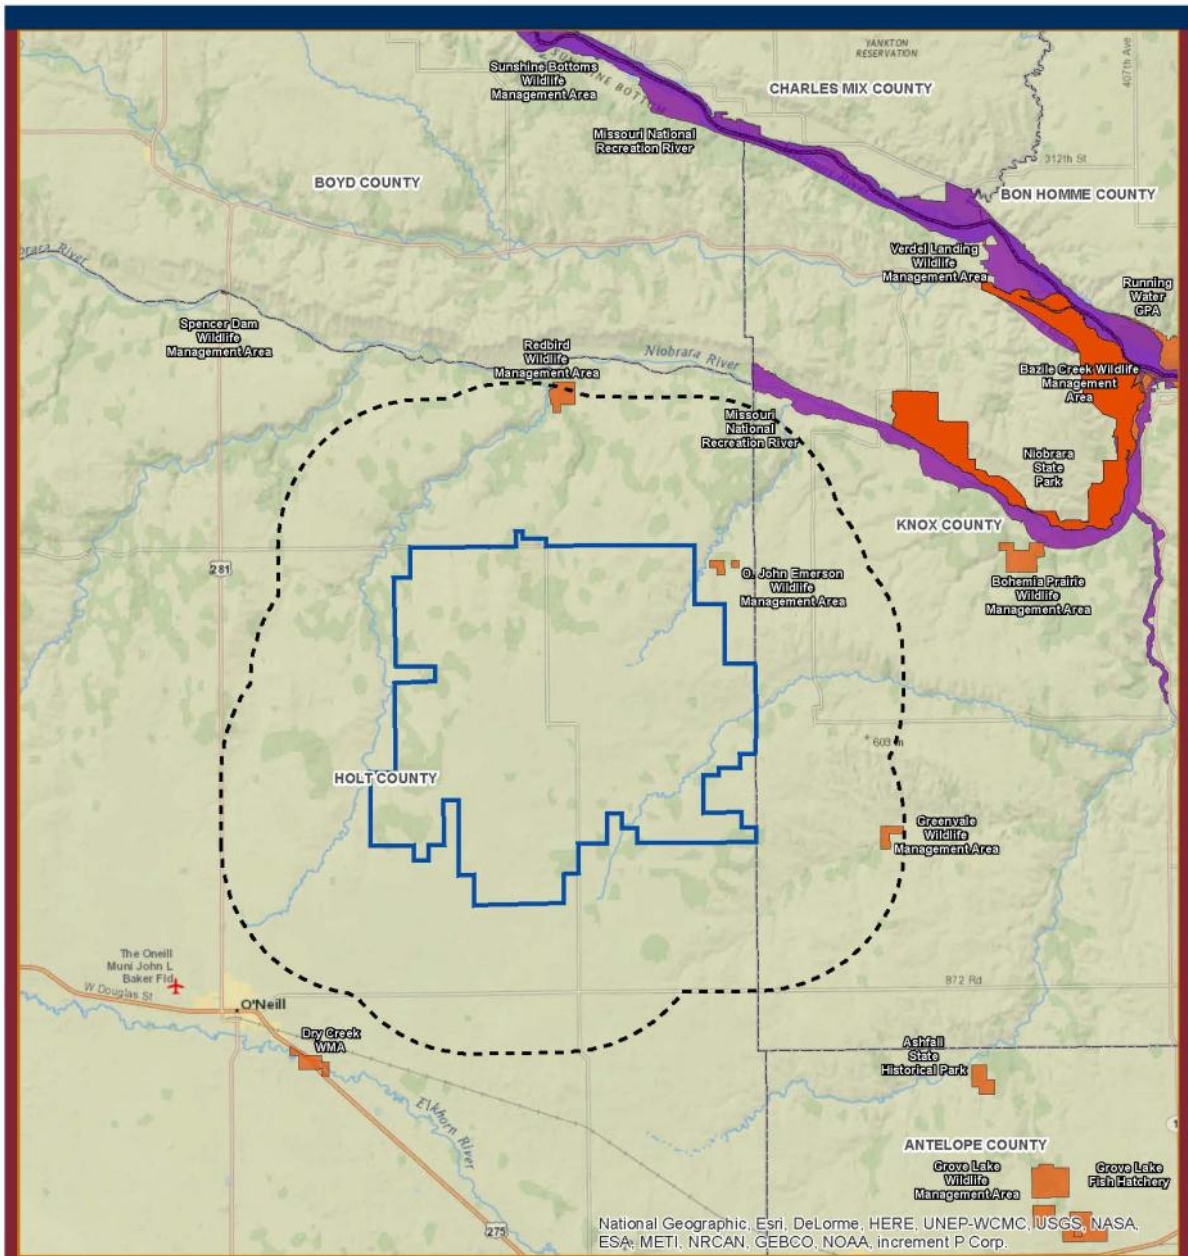 YANKTON
RESERVATION
407th Ave
Sunshine Bottoms
Wildlife
Management Area
SUNSHINE BOTTOM
CHARLES MIX COUNTY
Missouri National
Recreation River
312th St
BOYD COUNTY
BON HOMME COUNTY
Verdel Landing
Wildlife
Management Area
Running
Water
GPA
Spencer Dam
Wildlife
Management Area
Redbird
Wildlife
Management Area
Niobrara River
Bazile Creek Wildlife
Management
Area
Missouri
National
Recreation River
Niobrara
State
Park
KNOX COUNTY
281
O. John Emerson
Wildlife
Management Area
Bohemia Prairie
Wildlife
Management Area
603 m
HOLT COUNTY
Greenvale
Wildlife
Management Area
The Oneill
Muni John L
Baker Fld
W Douglas St
O'Neill
872 Rd
Dry Creek
WMA
Ashfall
State
Historical Park
Elkhorn River
ANTELOPE COUNTY
Grove Lake
Wildlife
Management Area
Grove Lake
Fish Hatchery
275
National Geographic, Esri, DeLorme, HERE, UNEP-WCMC, USGS, NASA,
ESA, METI, NRCAN, GEBCO, NOAA, increment P Corp.